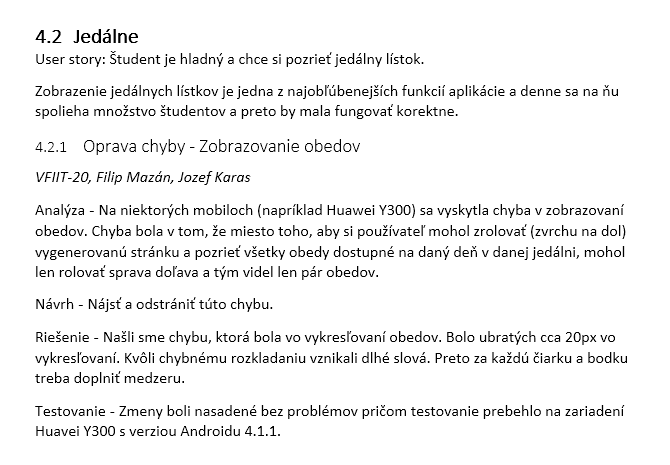 4.2 Jedálne
User story: Študent je hladný a chce si pozrieť jedálny lístok.
Zobrazenie jedálnych lístkov je jedna z najobľúbenejších funkcií aplikácie a denne sa na ňu
spolieha množstvo študentov a preto by mala fungovať korektne.
4.2.1 Oprava chyby - Zobrazovanie obedov
VFIIT-20, Filip Mazán, Jozef Karas
Analýza - Na niektorých mobiloch (napríklad Huawei Y300) sa vyskytla chyba v zobrazovaní
obedov. Chyba bola v tom, že miesto toho, aby si používateľ mohol zrolovať (zvrchu na dol)
vygenerovanú stránku a pozrieť všetky obedy dostupné na daný deň v danej jedálni, mohol
len rolovať sprava doľava a tým videl len pár obedov.
Návrh - Nájsť a odstrániť túto chybu.
Riešenie - Našli sme chybu, ktorá bola vo vykresľovaní obedov. Bolo ubratých cca 20px vo
vykresľovaní. Kvôli chybnému rozkladaniu vznikali dlhé slová. Preto za každú čiarku a bodku
treba doplniť medzeru.
Testovanie - Zmeny boli nasadené bez problémov pričom testovanie prebehlo na zariadení
Huavei Y300 s verziou Androidu 4.1.1.